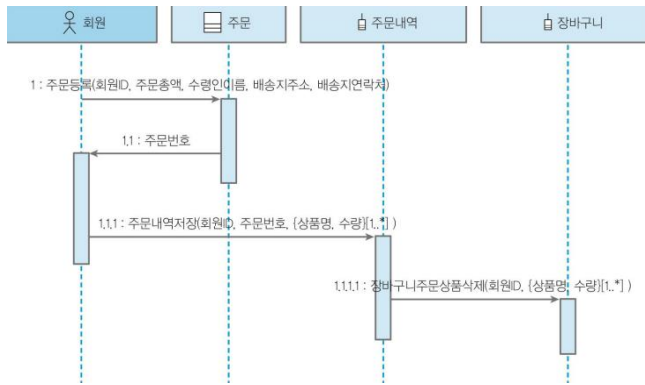 회원
주문
주문내역
장바구니
1 : 주문등록(회원ID, 주문총액, 수령인이름, 배송지주소, 배송지연락처)
1.1 : 주문번호
1.1.1 : 주문내역저장(회원ID, 주문번호, {상품명, 수량}[1..*] )
1.1.1.1 : 장바구니주문상품삭제(회원ID, {상품명, 수량}[1..*] )